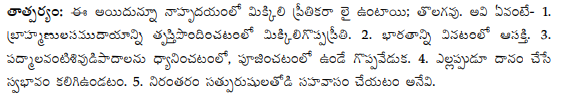 తాత్పర్యం: ఈ అయిదున్నూ నాహృదయంలో మిక్కిలి ప్రీతికరా లై ఉంటాయి; తొలగవు. అవి ఏవంటే- 1.
బ్రాహ్మణులసముదాయాన్ని తృప్తిపొందించటంలో మిక్కిలిగొప్పప్రీతి. 2. భారతాన్ని వినటంలో ఆసక్తి. 3.
పద్మాలవంటిశివుడిపాదాలను ధ్యానించటంలో, పూజించటంలో ఉండే గొప్పవేడుక. 4. ఎల్లప్పుడూ దానం చేసే
స్వభావం కలిగిఉండటం. 5. నిరంతరం సత్పురుషులతోడి సహవాసం చేయటం అనేవి.